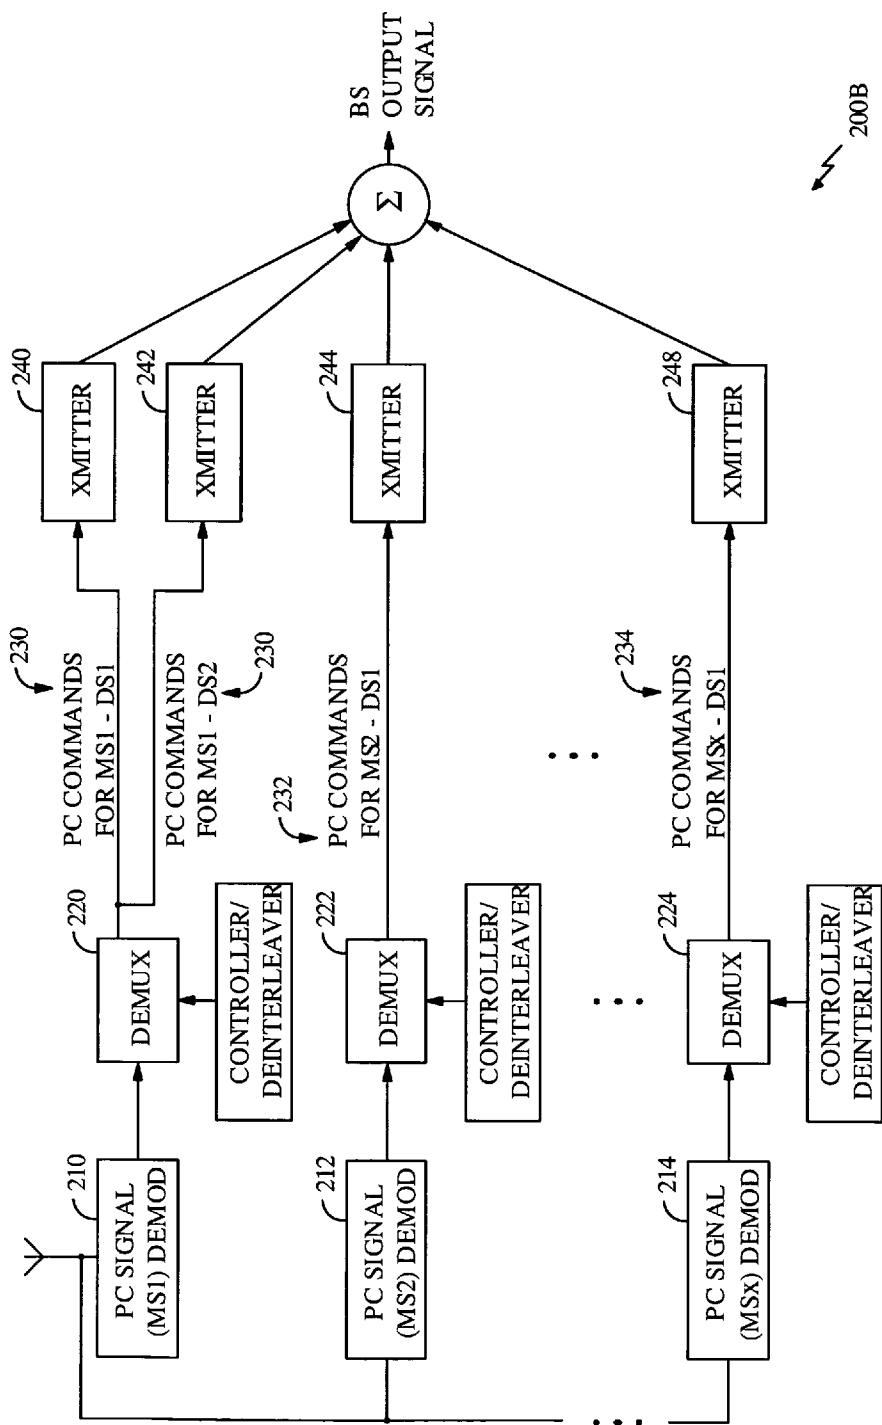 210
PC SIGNAL
(MS1) DEMOD
220
DEMUX
CONTROLLER/
DEINTERLEAVER
230
PC COMMANDS
FOR MS1 - DS1
PC COMMANDS
FOR MS1 - DS2
230
240
XMITTER
242
XMITTER
212
PC SIGNAL
(MS2) DEMOD
222
DEMUX
CONTROLLER/
DEINTERLEAVER
232
PC COMMANDS
FOR MS2 - DS1
244
XMITTER
Σ
BS
OUTPUT
SIGNAL
214
PC SIGNAL
(MSx) DEMOD
224
DEMUX
CONTROLLER/
DEINTERLEAVER
234
PC COMMANDS
FOR MSx - DS1
248
XMITTER
200B